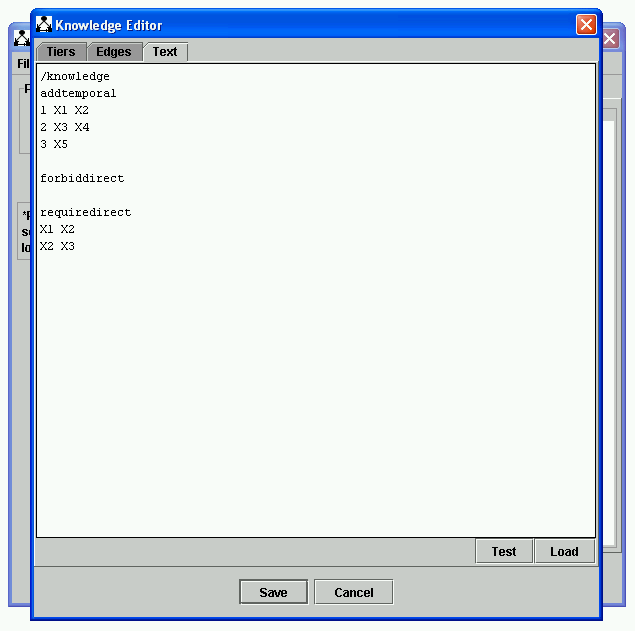 Knowledge Editor
Tiers Edges Text
/knowledge
addtemporal
1 X1 X2
2 X3 X4
3 X5
forbiddirect
requiredirect
X1 X2
X2 X3
Test Load
Save Cancel